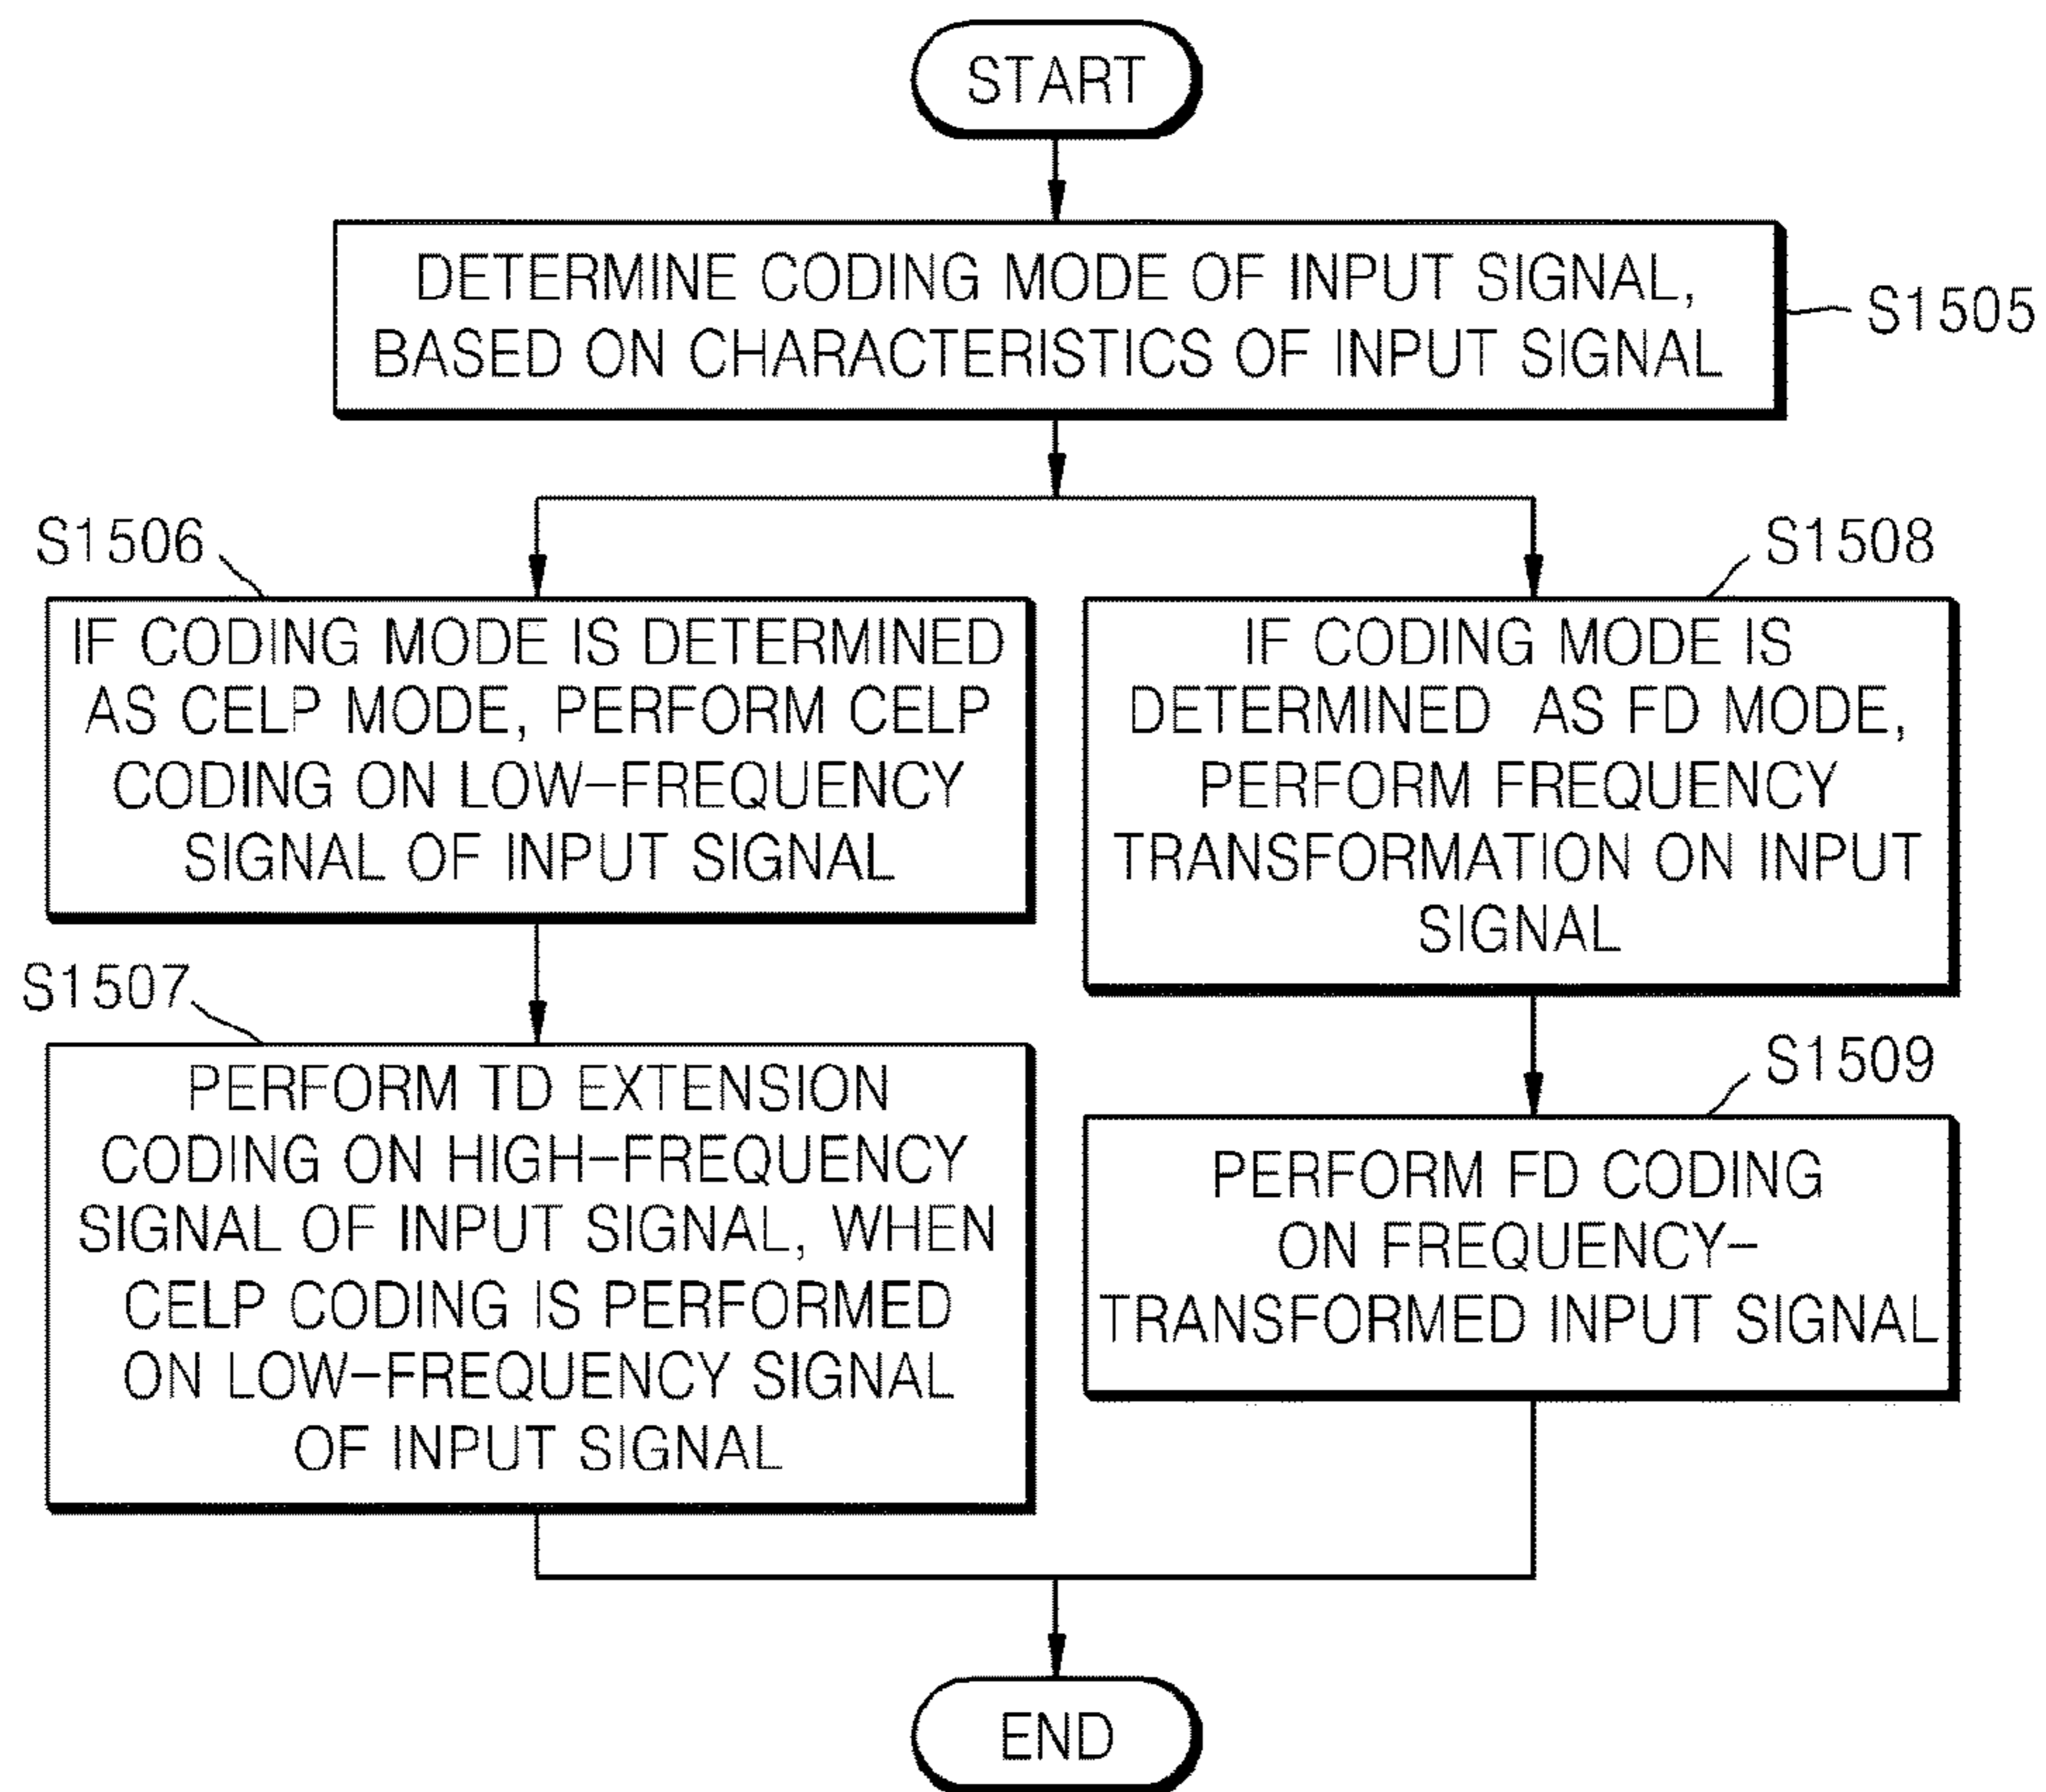 START
DETERMINE CODING MODE OF INPUT SIGNAL,
BASED ON CHARACTERISTICS OF INPUT SIGNAL
S1505
S1506
IF CODING MODE IS DETERMINED
AS CELP MODE, PERFORM CELP
CODING ON LOW-FREQUENCY
SIGNAL OF INPUT SIGNAL
S1507
PERFORM TD EXTENSION
CODING ON HIGH-FREQUENCY
SIGNAL OF INPUT SIGNAL, WHEN
CELP CODING IS PERFORMED
ON LOW-FREQUENCY SIGNAL
OF INPUT SIGNAL
S1508
IF CODING MODE IS
DETERMINED AS FD MODE,
PERFORM FREQUENCY
TRANSFORMATION ON INPUT
SIGNAL
S1509
PERFORM FD CODING
ON FREQUENCY-
TRANSFORMED INPUT SIGNAL
END